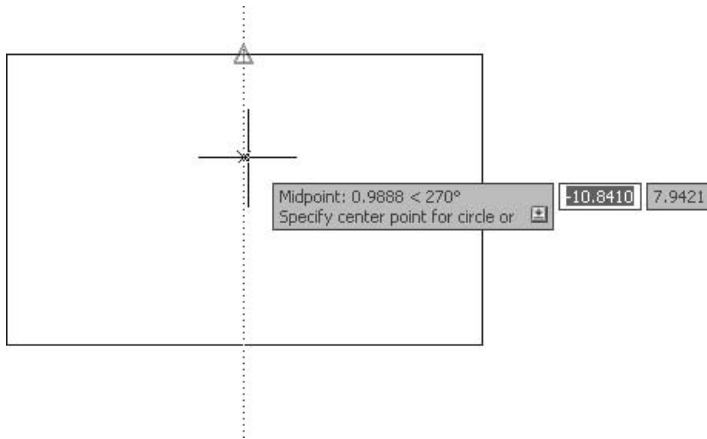 Midpoint: 0.9888 < 270°
Specify center point for circle or
-10.8410
7.9421